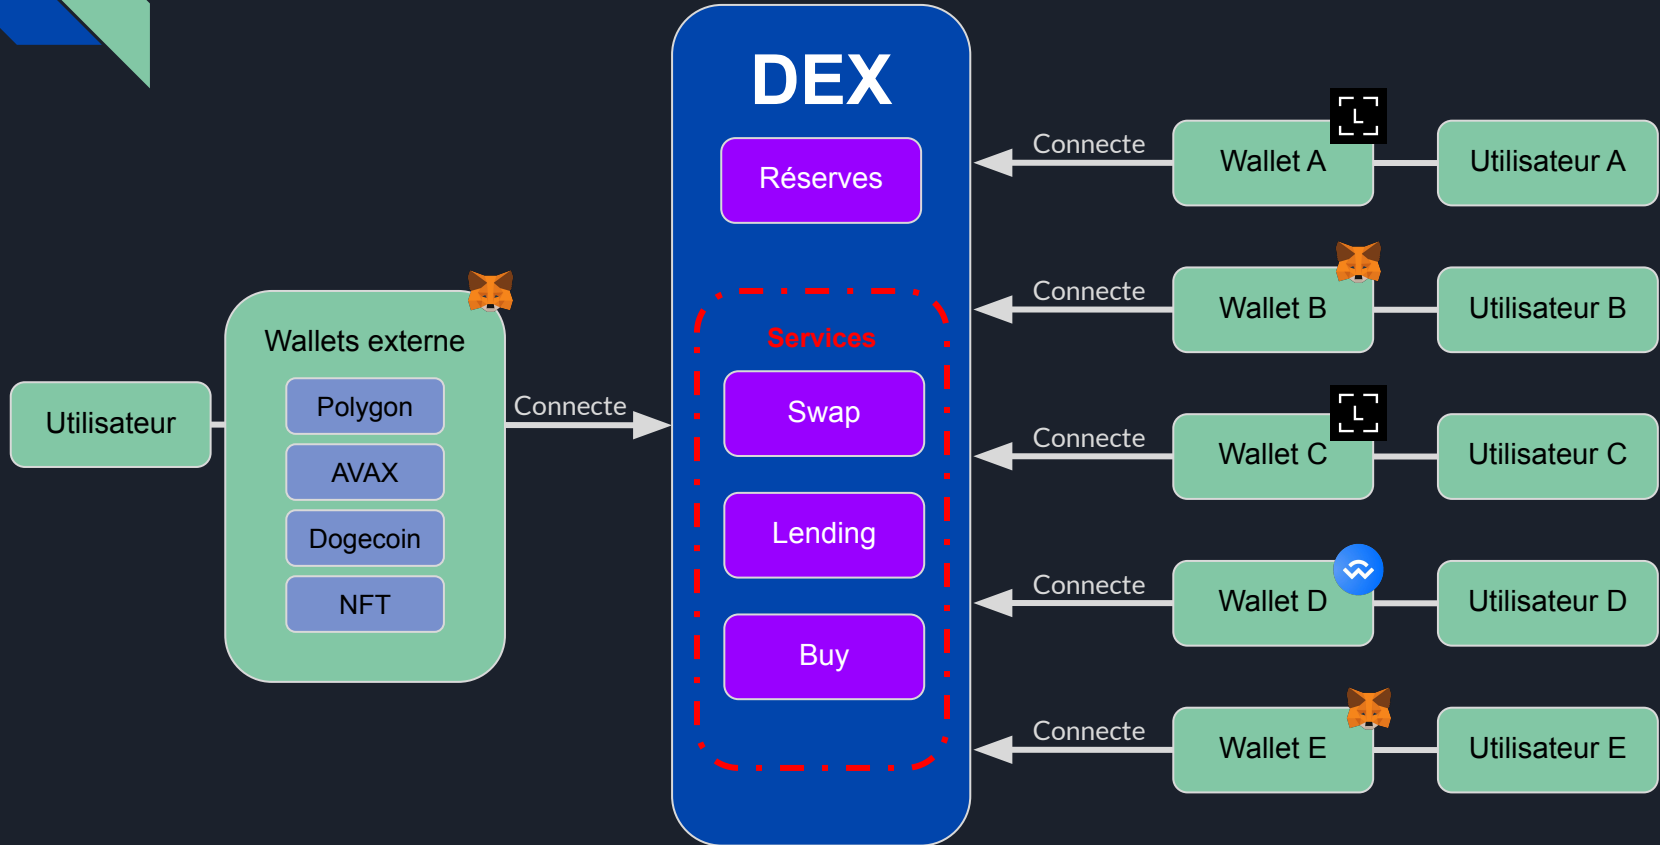 DEX
Réserves
Services
Swap
Lending
Buy
Utilisateur
Wallets externe
Polygon
AVAX
Dogecoin
NFT
Connecte
Connecte
Wallet A
L
Utilisateur A
Connecte
Wallet B
Utilisateur B
Connecte
Wallet C
L
Utilisateur C
Connecte
Wallet D
Utilisateur D
Connecte
Wallet E
Utilisateur E